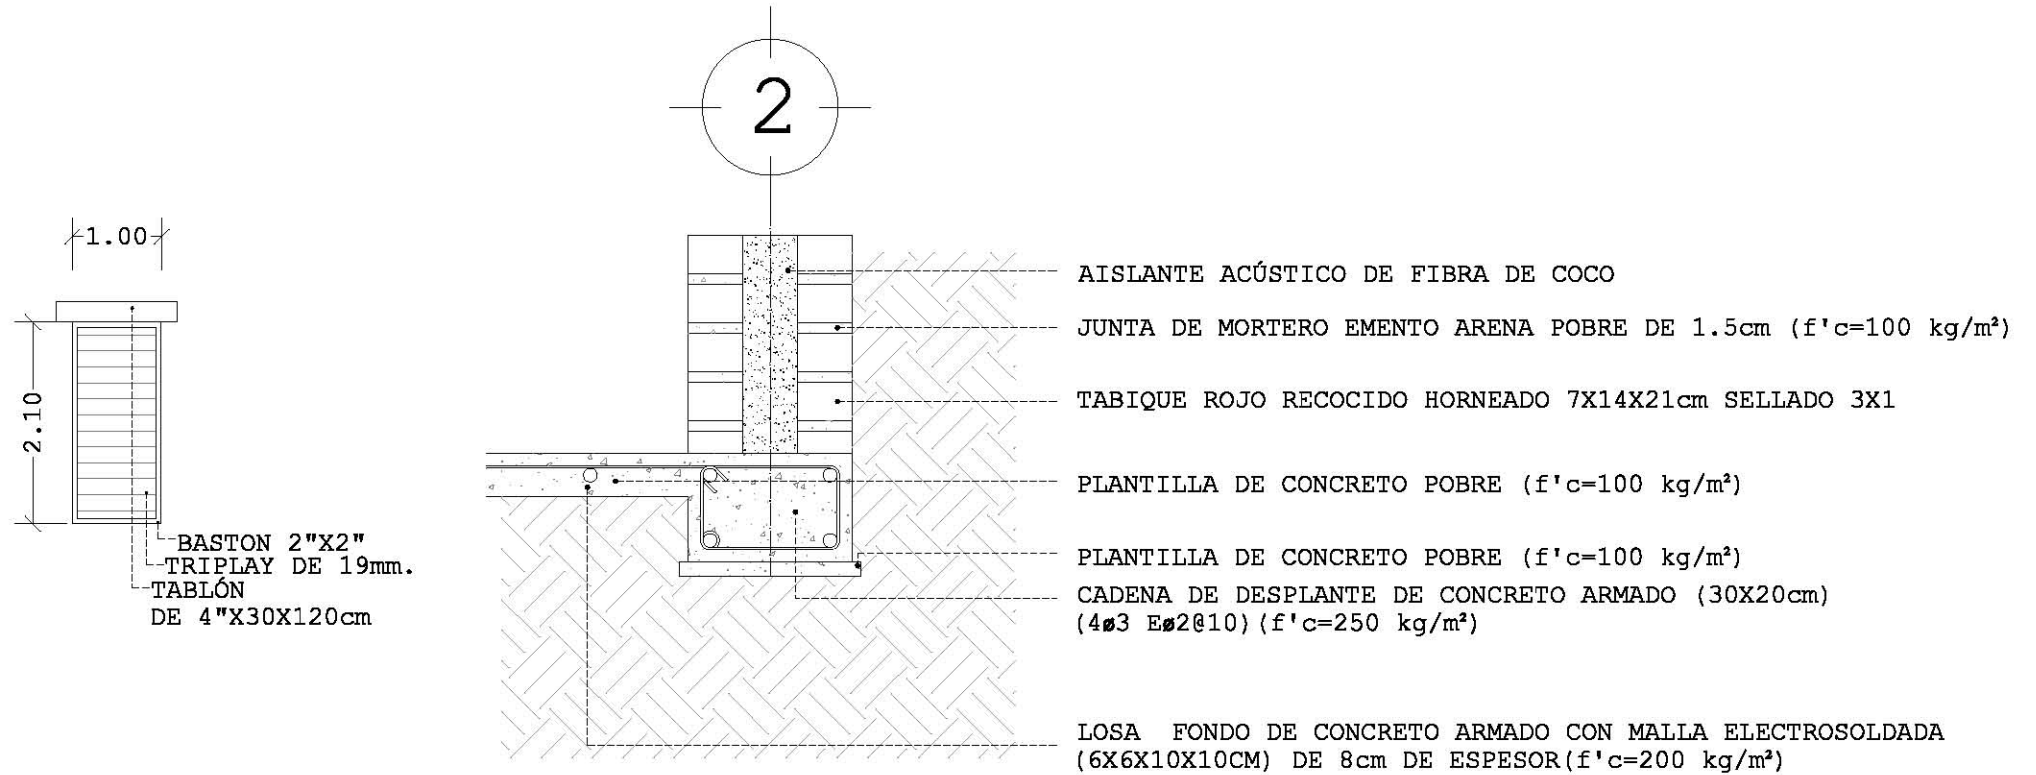 2
1.00
2.10
BASTON 2"X2"
TRIPLAY DE 19mm.
TABLÓN
DE 4"X30X120cm
AISLANTE ACÚSTICO DE FIBRA DE COCO
JUNTA DE MORTERO EMENTO ARENA POBRE DE 1.5cm (f'c=100 kg/m²)
TABIQUE ROJO RECOCIDO HORNEADO 7X14X21cm SELLADO 3X1
PLANTILLA DE CONCRETO POBRE (f'c=100 kg/m²)
PLANTILLA DE CONCRETO POBRE (f'c=100 kg/m²)
CADENA DE DESPLANTE DE CONCRETO ARMADO (30X20cm)
(4ø3 Eø2@10)(f'c=250 kg/m²)
LOSA FONDO DE CONCRETO ARMADO CON MALLA ELECTROSOLDADA
(6X6X10X10CM) DE 8cm DE ESPESOR(f'c=200 kg/m²)